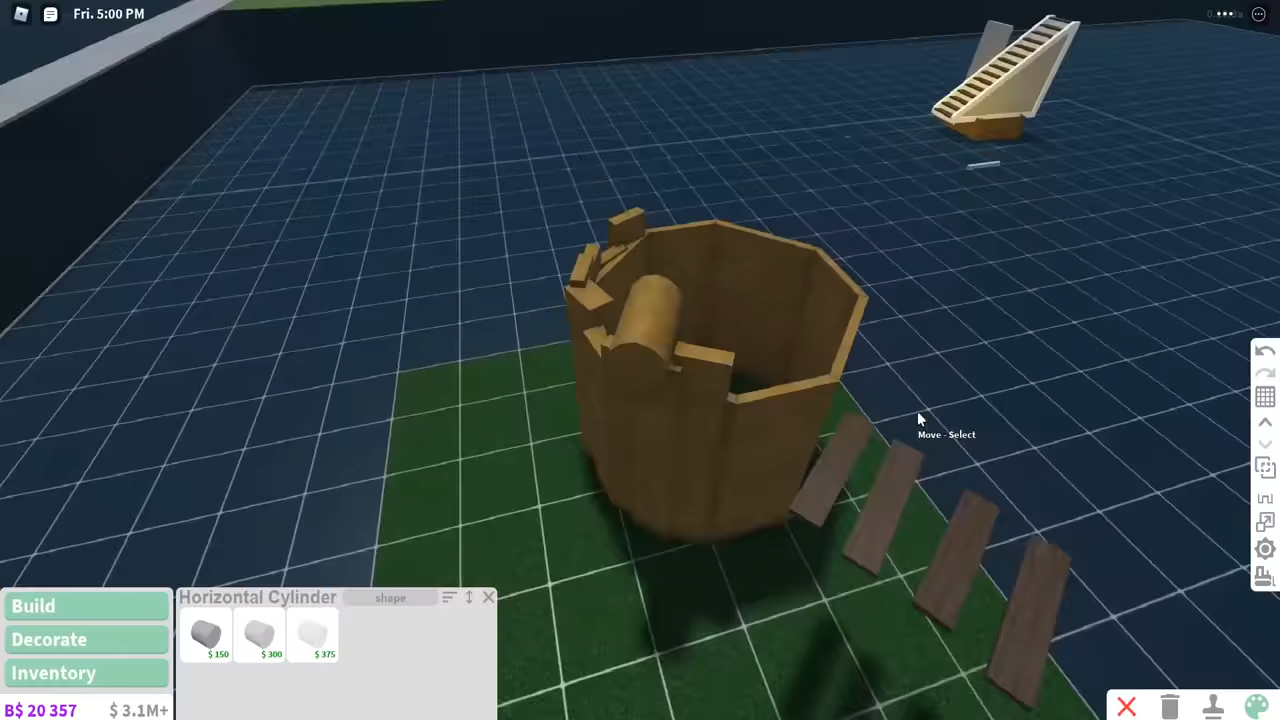 Fri. 5:00 PM
Move - Select
Build
Decorate
Inventory
Horizontal Cylinder
shape
$ 150
$ 300
$ 375
B$ 20 357
$ 3.1M+